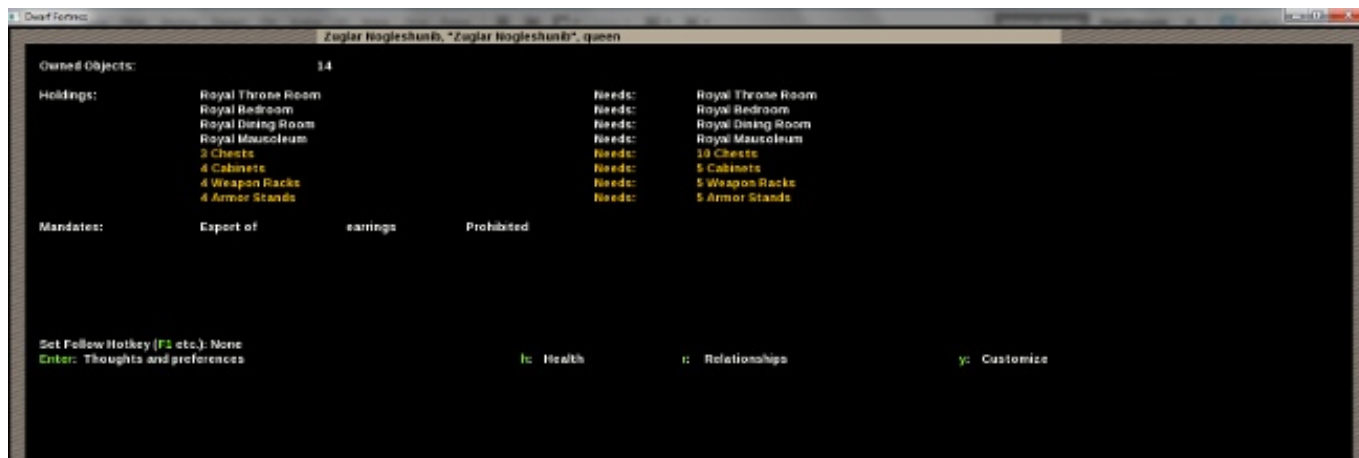 Dwarf Fortress
Zuglar Nogleshunib, "Zuglar Nogleshunib", queen
Owned Objects: 14
Holdings: Royal Throne Room Needs: Royal Throne Room
Royal Bedroom Needs: Royal Bedroom
Royal Dining Room Needs: Royal Dining Room
Royal Mausoleum Needs: Royal Mausoleum
3 Chests Needs: 10 Chests
4 Cabinets Needs: 5 Cabinets
4 Weapon Racks Needs: 5 Weapon Racks
4 Armor Stands Needs: 5 Armor Stands
Mandates: Export of earrings Prohibited
Set Follow Hotkey (F1 etc.): None
Enter: Thoughts and preferences h: Health r: Relationships y: Customize